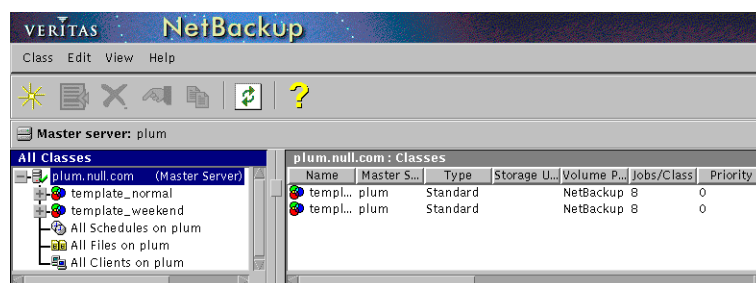 VERITAS NetBackup
Class Edit View Help
Master server: plum
All Classes
plum.null.com (Master Server)
template_normal
template_weekend
All Schedules on plum
All Files on plum
All Clients on plum
plum.null.com : Classes
Name Master S... Type Storage U... Volume P... Jobs/Class Priority
templ... plum Standard NetBackup 8 0
templ... plum Standard NetBackup 8 0